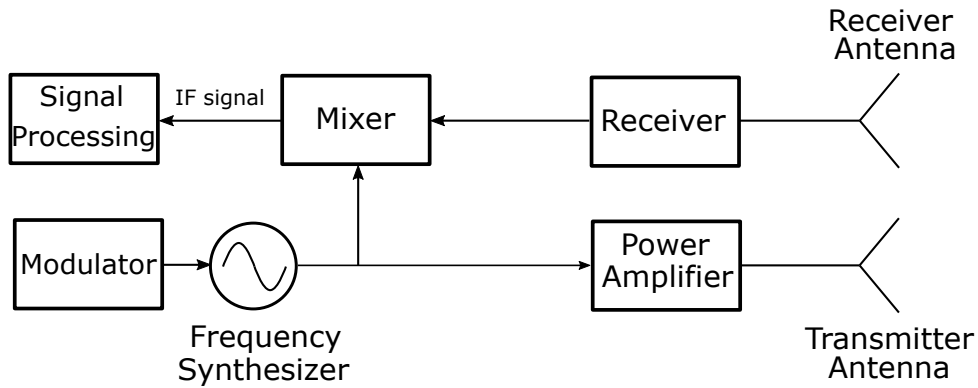 Receiver
Antenna
Signal
Processing
IF signal
Mixer
Receiver
Modulator
Power
Amplifier
Frequency
Synthesizer
Transmitter
Antenna